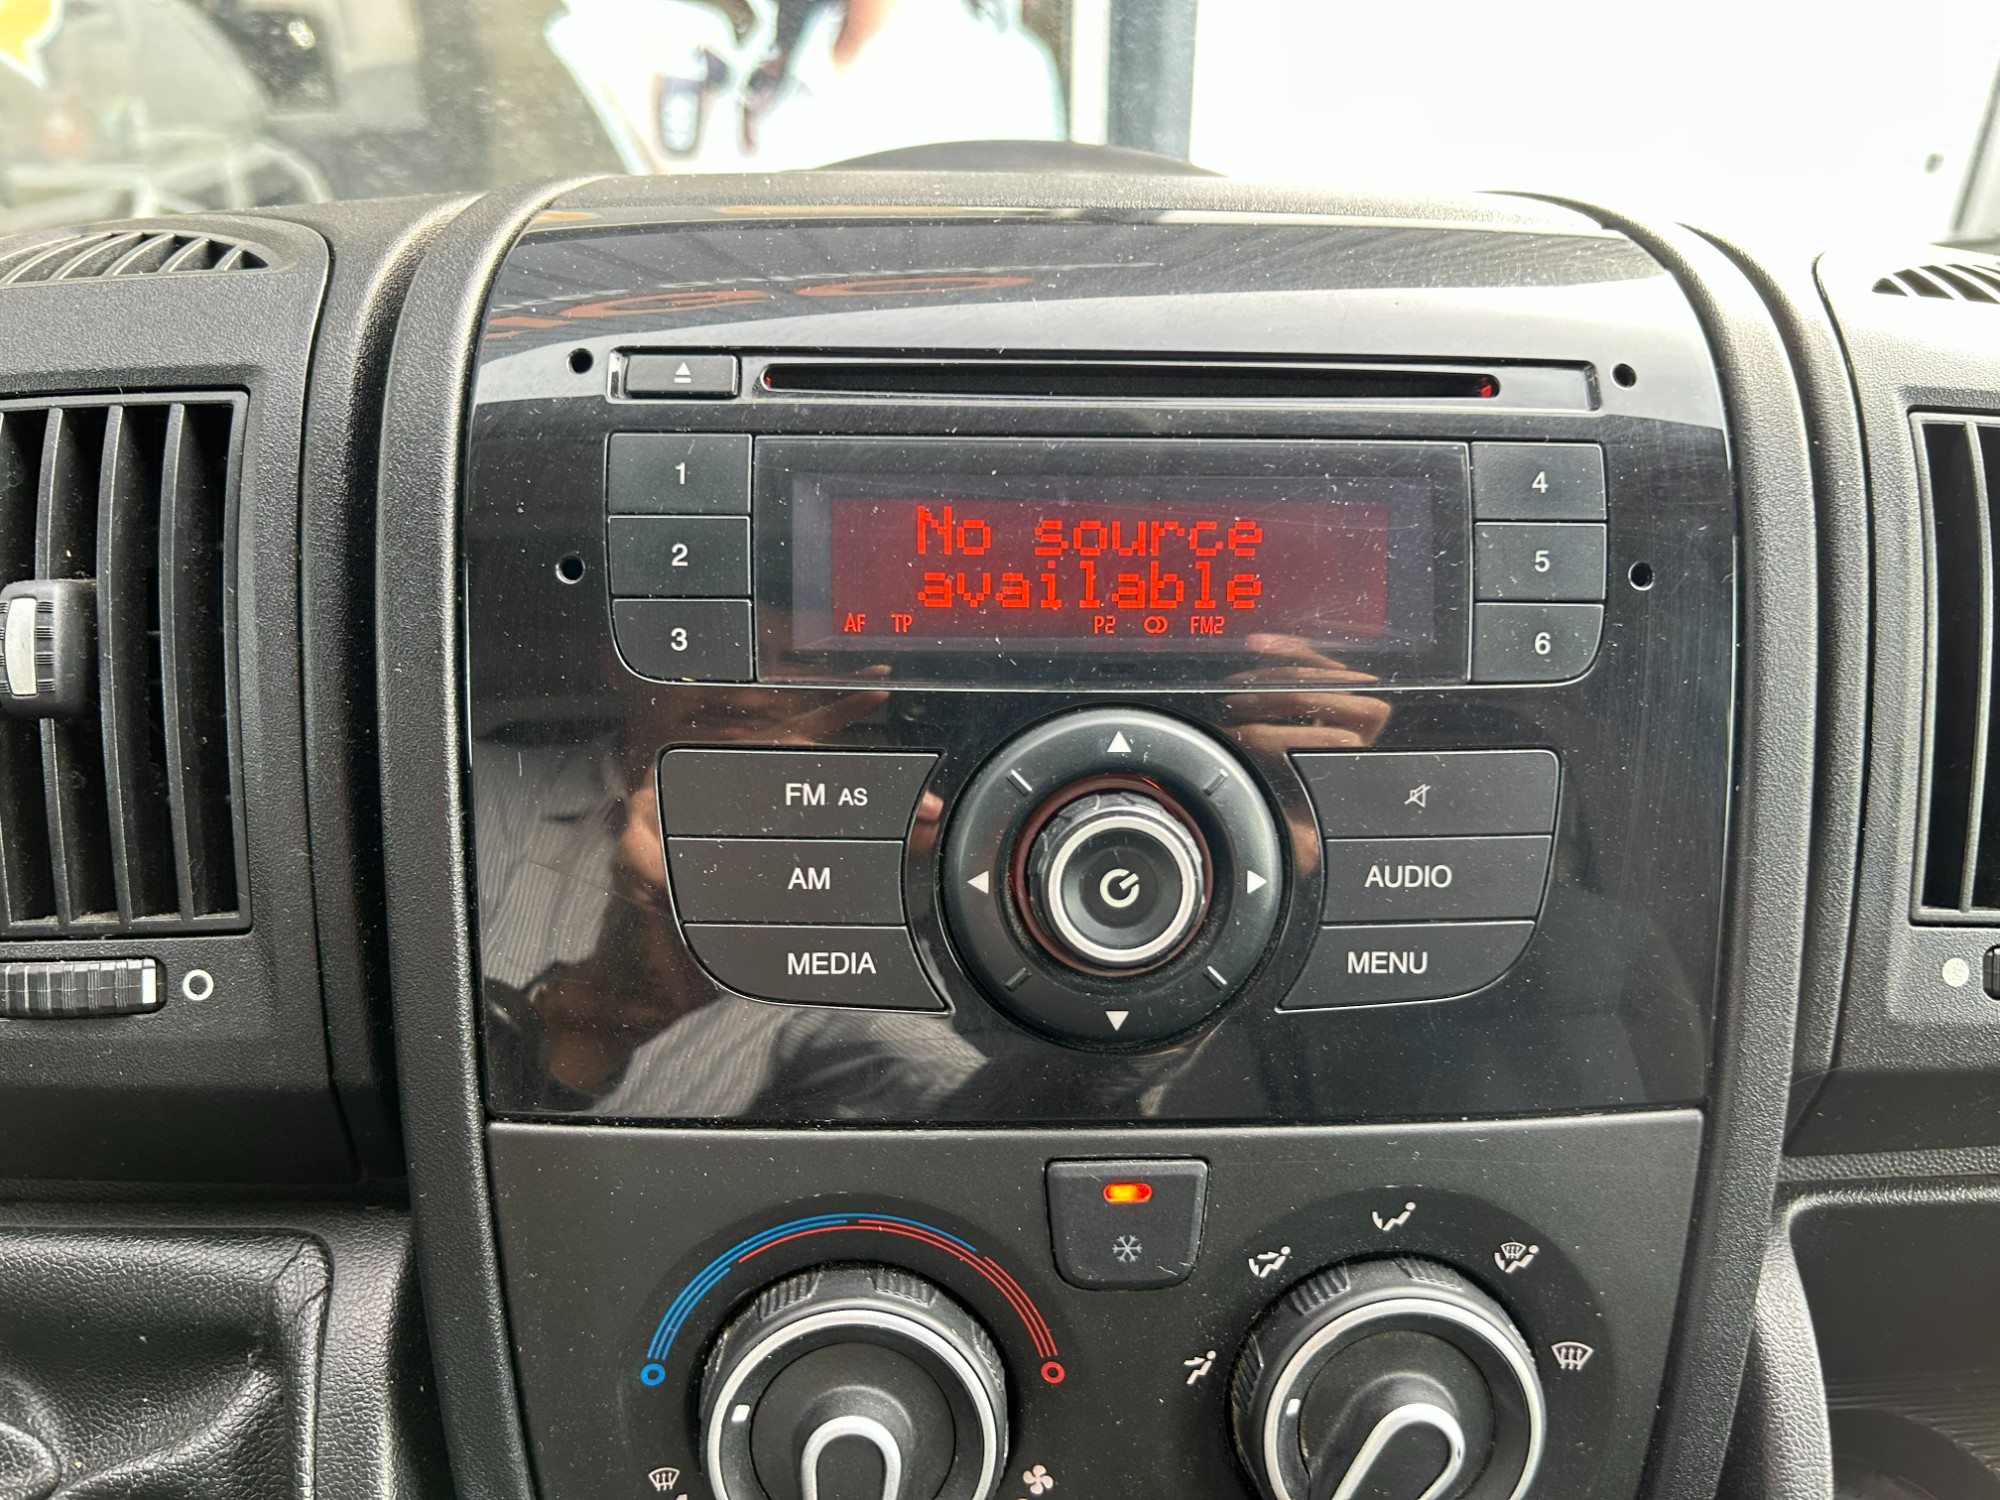 1
2
3
No source
available
AF TP P2 FM2
4
5
6
FM AS
AM
MEDIA
AUDIO
MENU